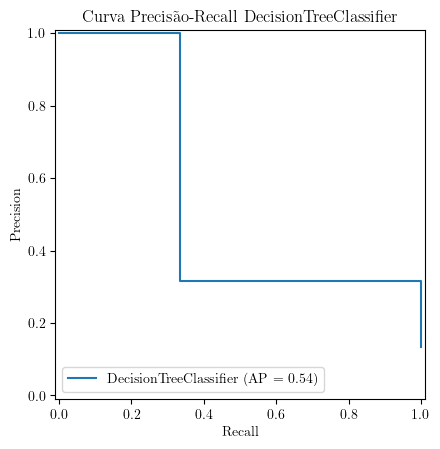 Curva Precisão-Recall DecisionTreeClassifier
1.0
0.8
0.6
0.4
0.2
0.0
Precision
DecisionTreeClassifier (AP = 0.54)
0.0 0.2 0.4 0.6 0.8 1.0
Recall